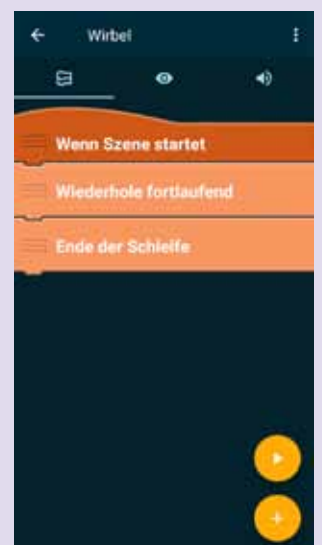 Wirbel
Wenn Szene startet
Wiederhole fortlaufend
Ende der Schleife